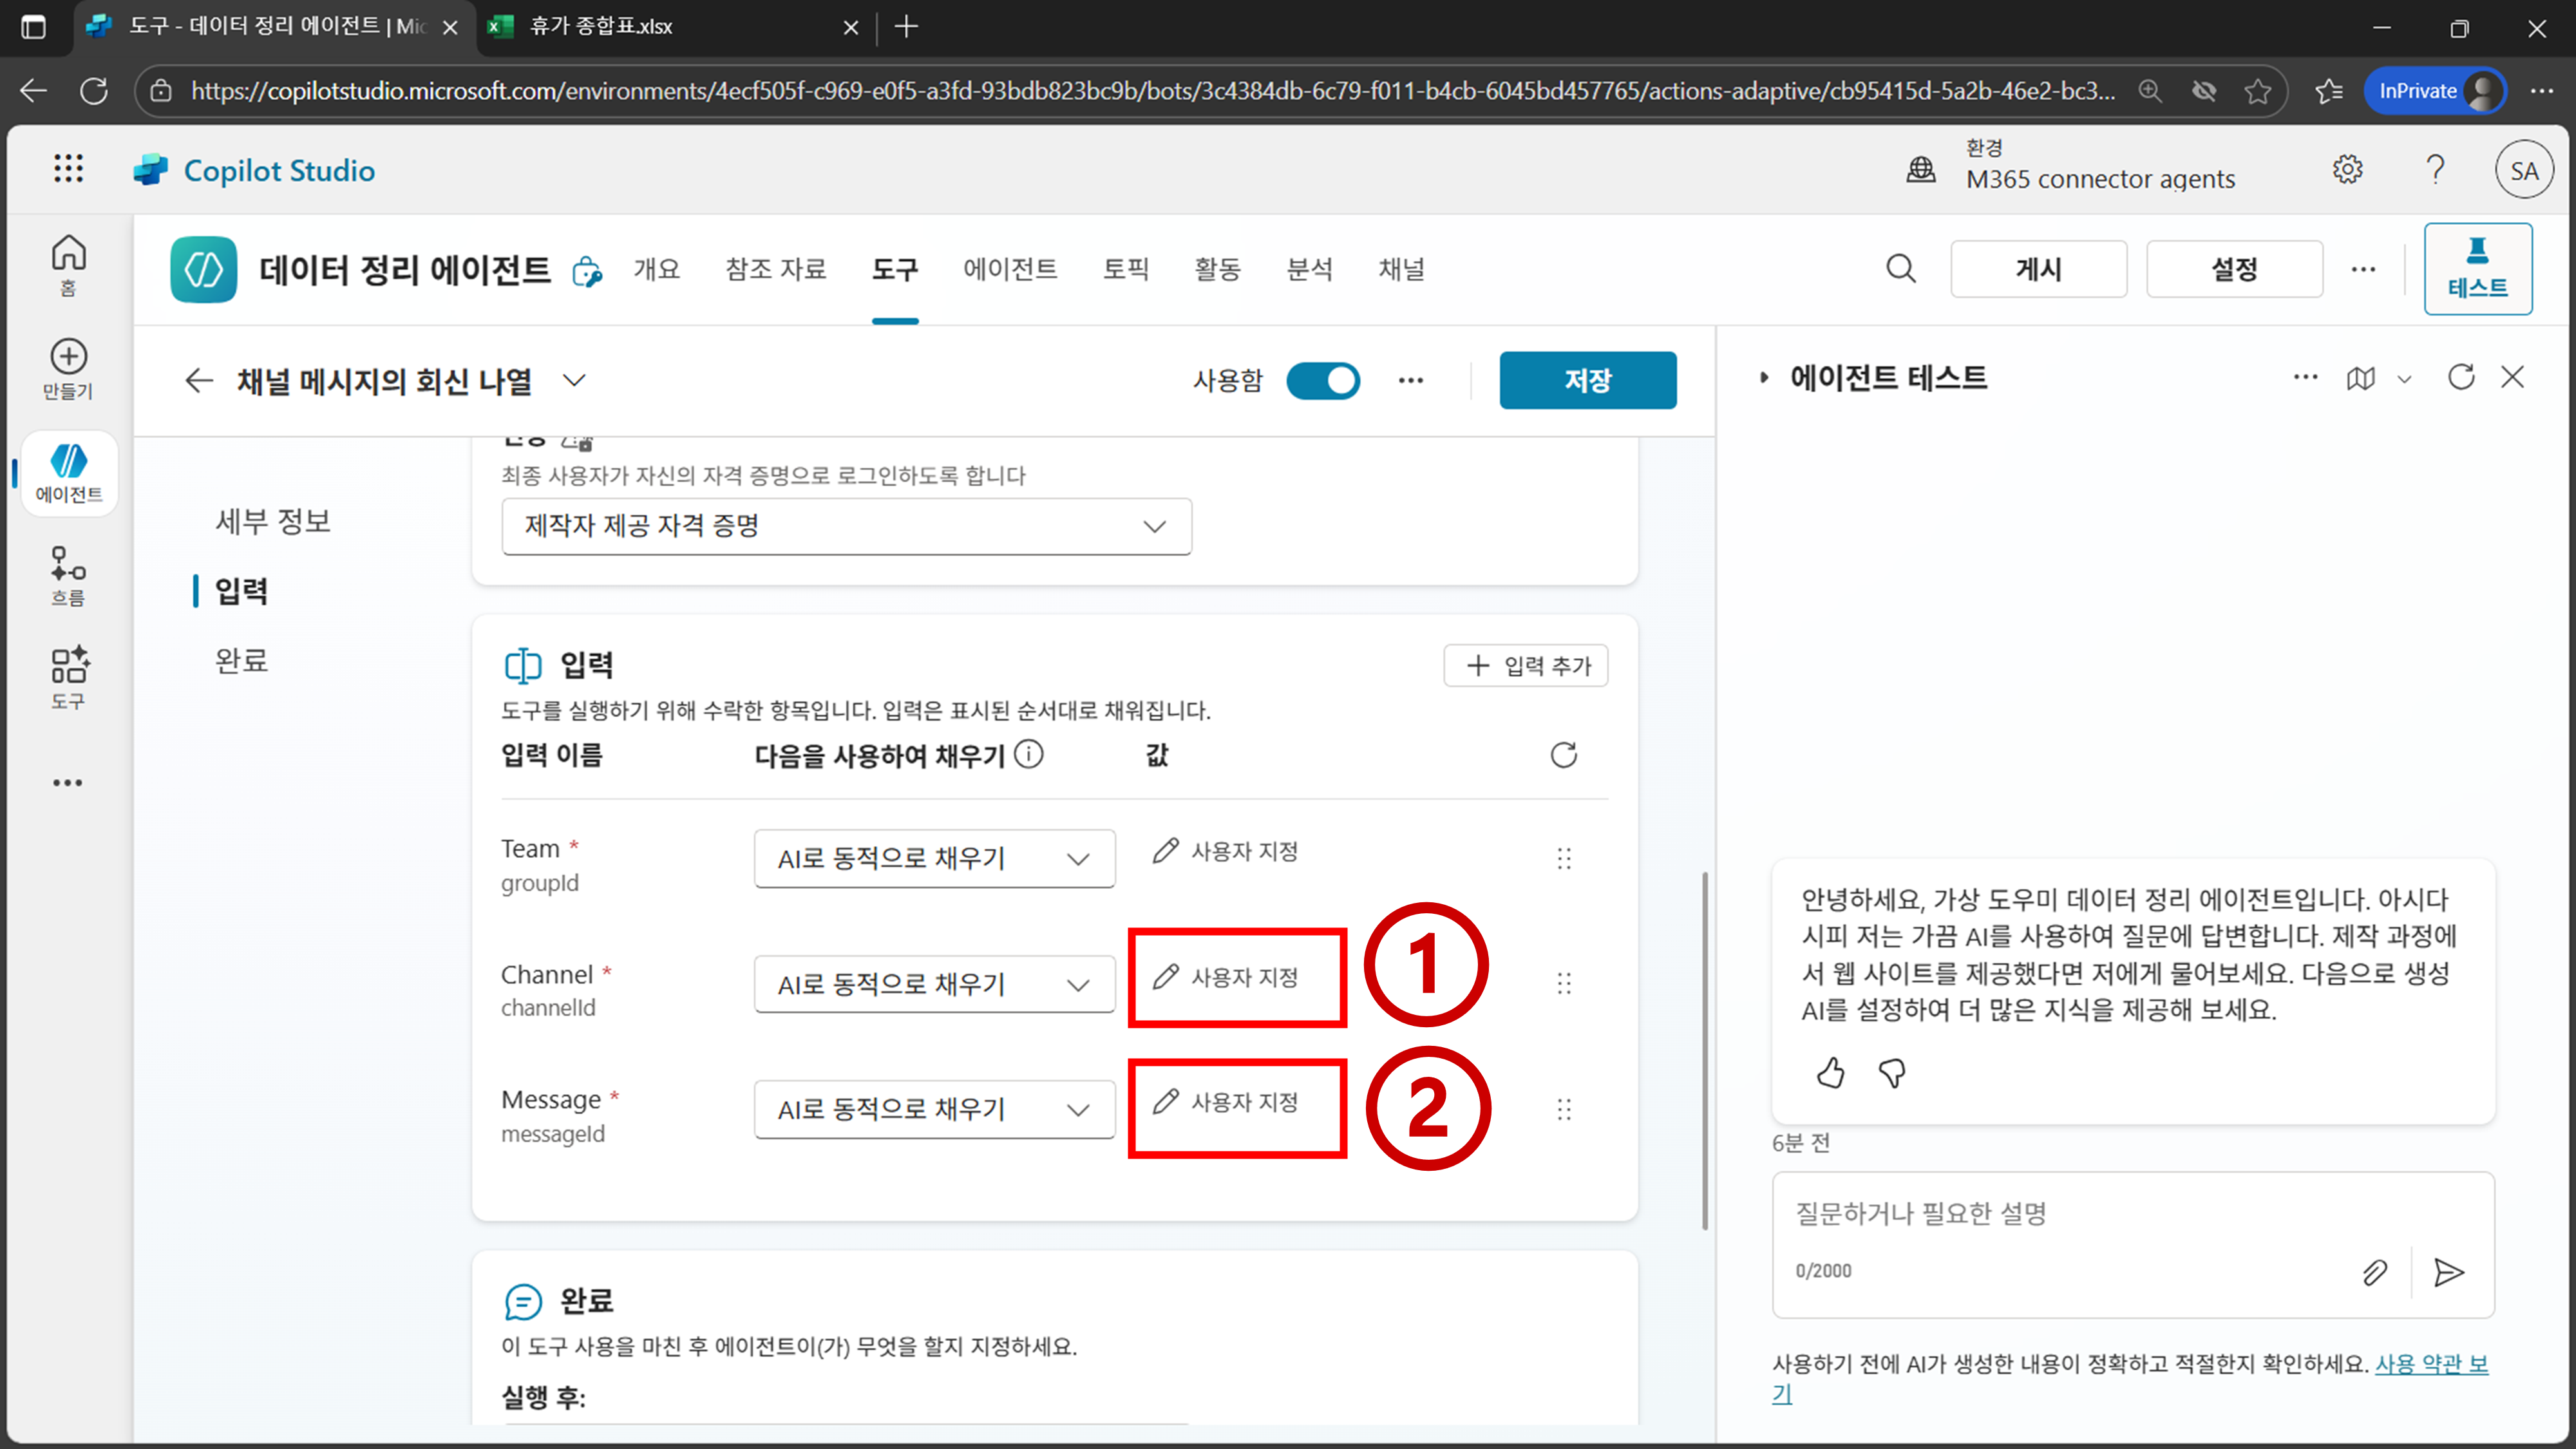 도구 - 데이터 정리 에이전트 | Mic
휴가 종합표.xlsx
https://copilotstudio.microsoft.com/environments/4ecf505f-c969-e0f5-a3fd-93bdb823bc9b/bots/3c4384db-6c79-f011-b4cb-6045bd457765/actions-adaptive/cb95415d-5a2b-46e2-bc3...
InPrivate
Copilot Studio
환경
M365 connector agents
SA
홈
만들기
에이전트
흐름
도구
데이터 정리 에이전트
개요
참조 자료
도구
에이전트
토픽
활동
분석
채널
게시
설정
테스트
채널 메시지의 회신 나열
사용함
저장
세부 정보
입력
완료
최종 사용자가 자신의 자격 증명으로 로그인하도록 합니다
제작자 제공 자격 증명
입력
입력 추가
도구를 실행하기 위해 수락한 항목입니다. 입력은 표시된 순서대로 채워집니다.
입력 이름
다음을 사용하여 채우기
값
Team *
groupId
AI로 동적으로 채우기
사용자 지정
Channel *
channelId
AI로 동적으로 채우기
사용자 지정
1
Message *
messageId
AI로 동적으로 채우기
사용자 지정
2
완료
이 도구 사용을 마친 후 에이전트이(가) 무엇을 할지 지정하세요.
실행 후:
에이전트 테스트
안녕하세요, 가상 도우미 데이터 정리 에이전트입니다. 아시다
시피 저는 가끔 AI를 사용하여 질문에 답변합니다. 제작 과정에
서 웹 사이트를 제공했다면 저에게 물어보세요. 다음으로 생성
AI를 설정하여 더 많은 지식을 제공해 보세요.
6분 전
질문하거나 필요한 설명
0/2000
사용하기 전에 AI가 생성한 내용이 정확하고 적절한지 확인하세요. 사용 약관 보
기